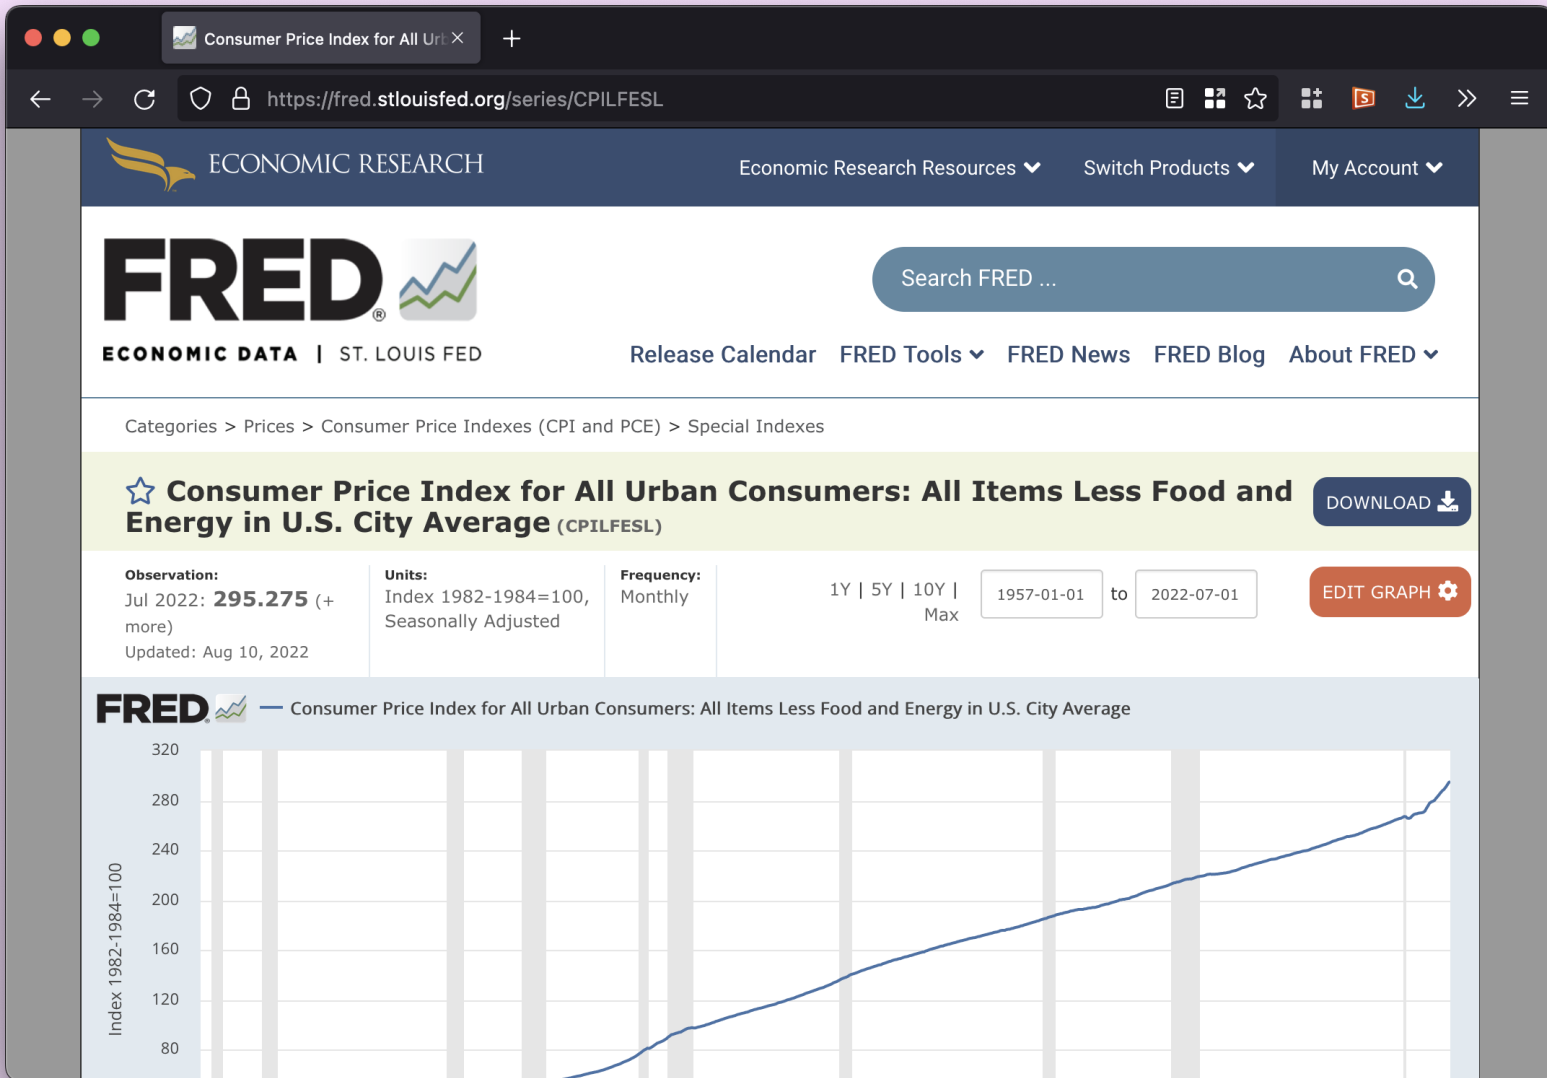 Consumer Price Index for All Urb
https://fred.stlouisfed.org/series/CPILFESL
ECONOMIC RESEARCH
Economic Research Resources
Switch Products
My Account
FRED®
Search FRED ...
ECONOMIC DATA | ST. LOUIS FED
Release Calendar FRED Tools FRED News FRED Blog About FRED
Categories > Prices > Consumer Price Indexes (CPI and PCE) > Special Indexes
Consumer Price Index for All Urban Consumers: All Items Less Food and
Energy in U.S. City Average (CPILFESL)
DOWNLOAD
Observation:
Jul 2022: 295.275 (+
more)
Updated: Aug 10, 2022
Units:
Index 1982-1984=100,
Seasonally Adjusted
Frequency:
Monthly
1Y | 5Y | 10Y |
Max
1957-01-01 to 2022-07-01
EDIT GRAPH
FRED. Consumer Price Index for All Urban Consumers: All Items Less Food and Energy in U.S. City Average
320
280
240
200
160
120
80
Index 1982-1984=100